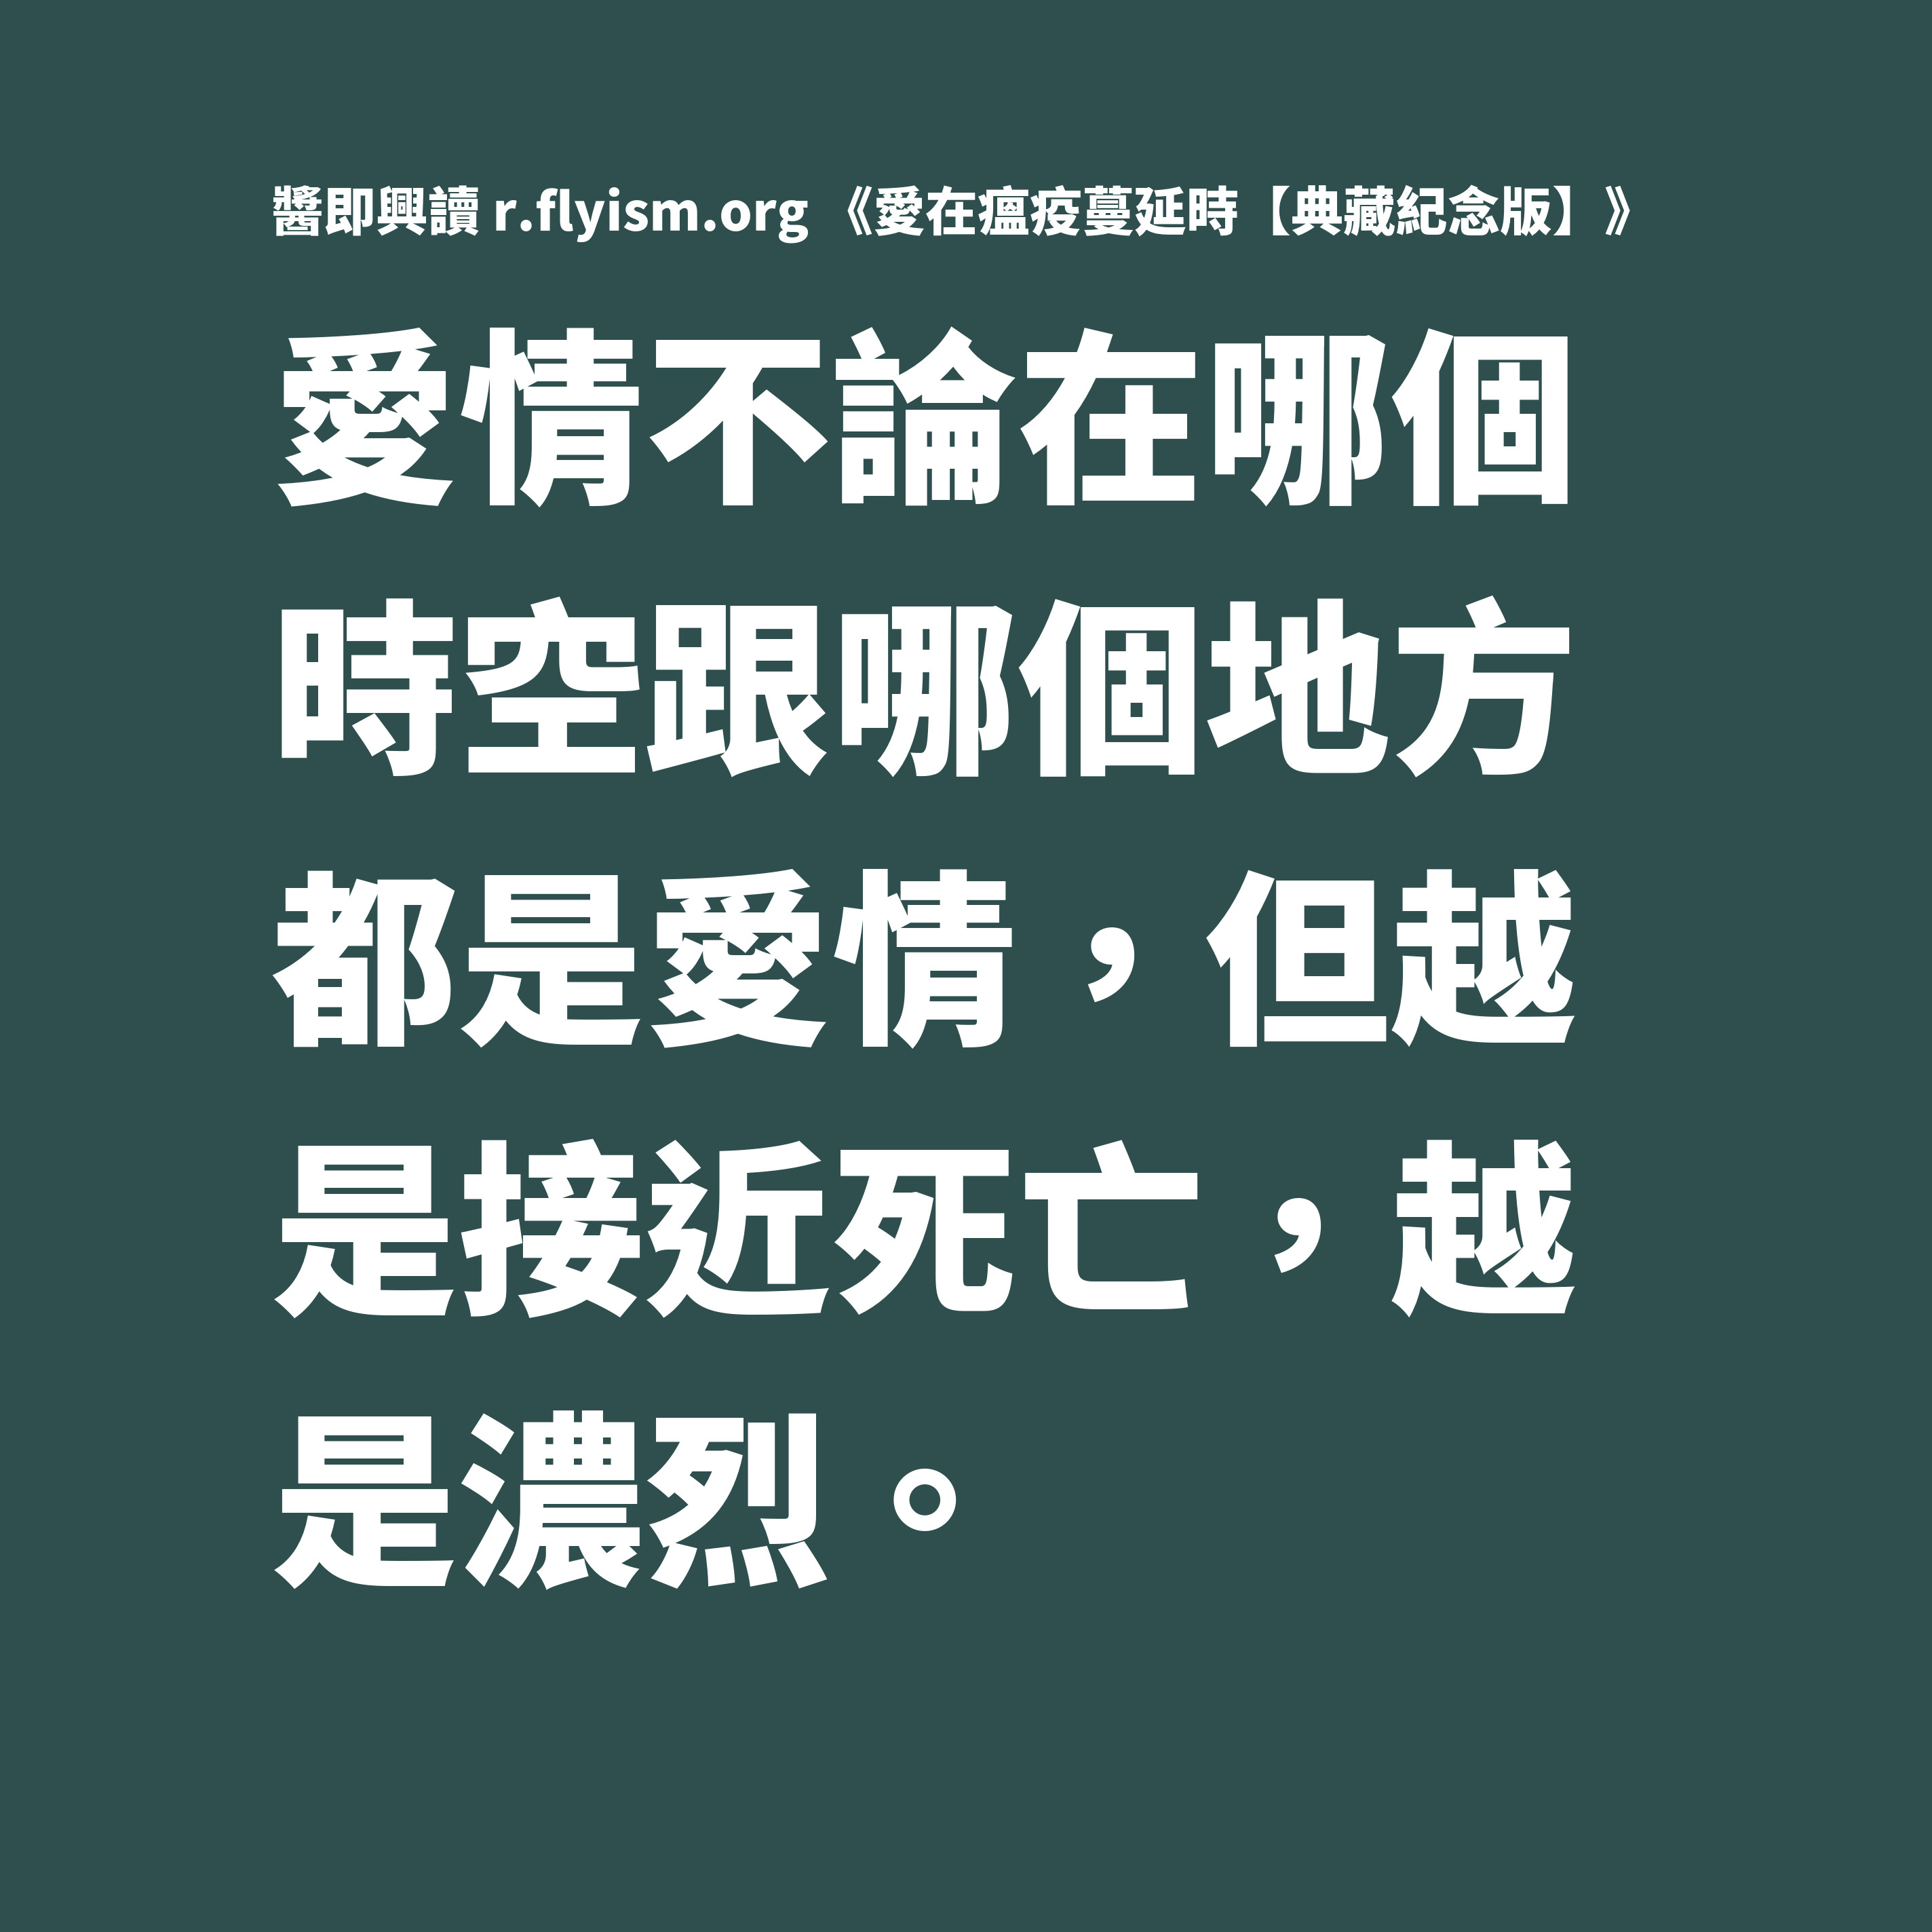 製即興讀 r.flyism.org 《愛在瘟疫蔓延時【典藏紀念版】》
愛情不論在哪個
時空跟哪個地方
都是愛情，但越
是接近死亡，越
是濃烈。